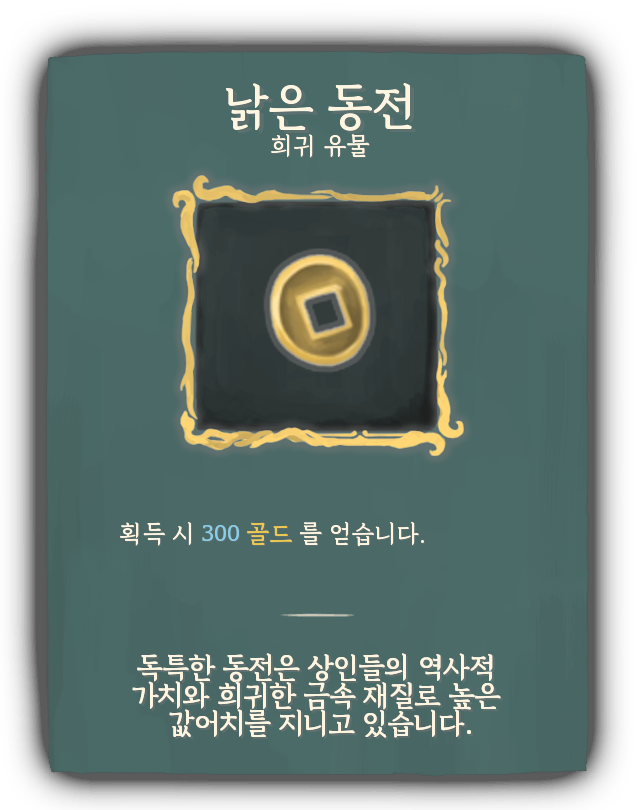 낡은 동전
희귀 유물
획득 시 300 골드 를 얻습니다.
독특한 동전은 상인들의 역사적
가치와 희귀한 금속 재질로 높은
값어치를 지니고 있습니다.